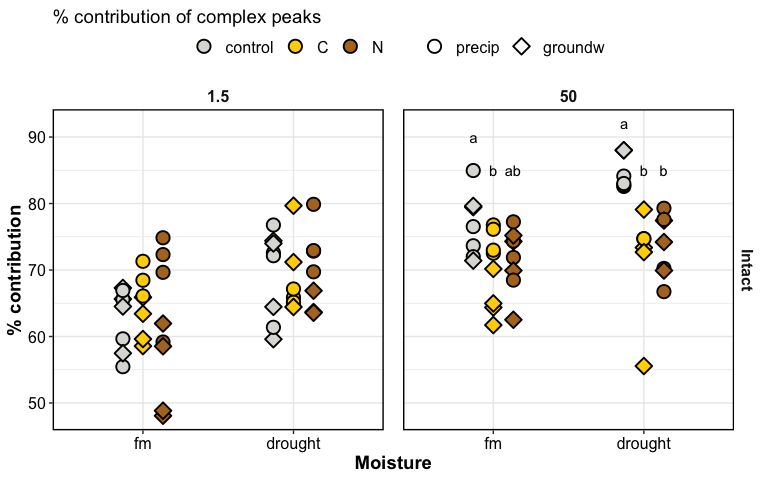 % contribution of complex peaks
control C N precip groundw
1.5 50
90
80
70
60
50
% contribution
a
b ab
a
b b
Intact
fm drought fm drought
Moisture